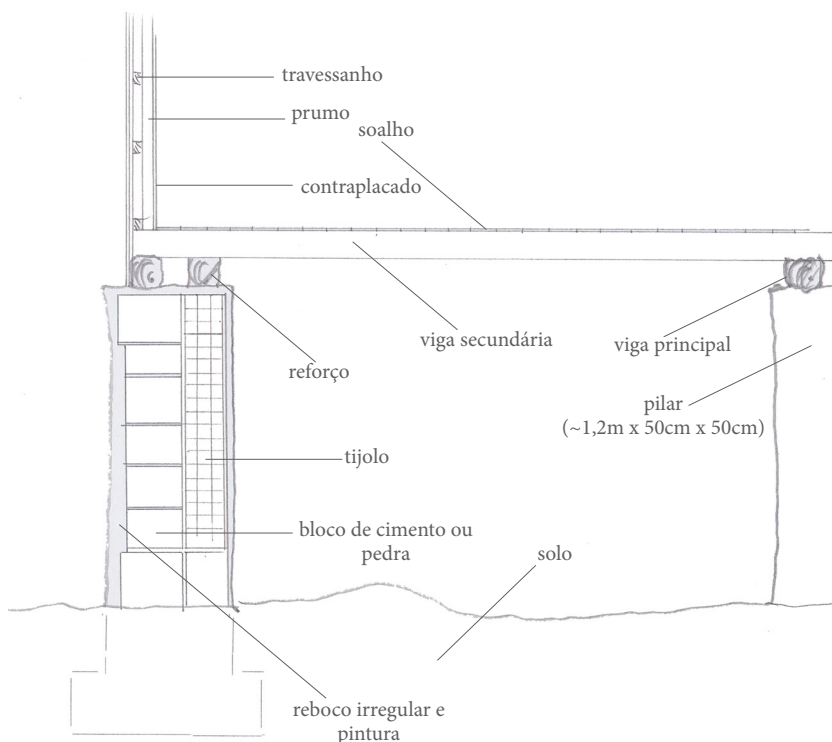 travessanho
prumo
soalho
contraplacado
viga secundária
viga principal
reforço
pilar
(~1,2m x 50cm x 50cm)
tijolo
bloco de cimento ou
pedra
solo
reboco irregular e
pintura